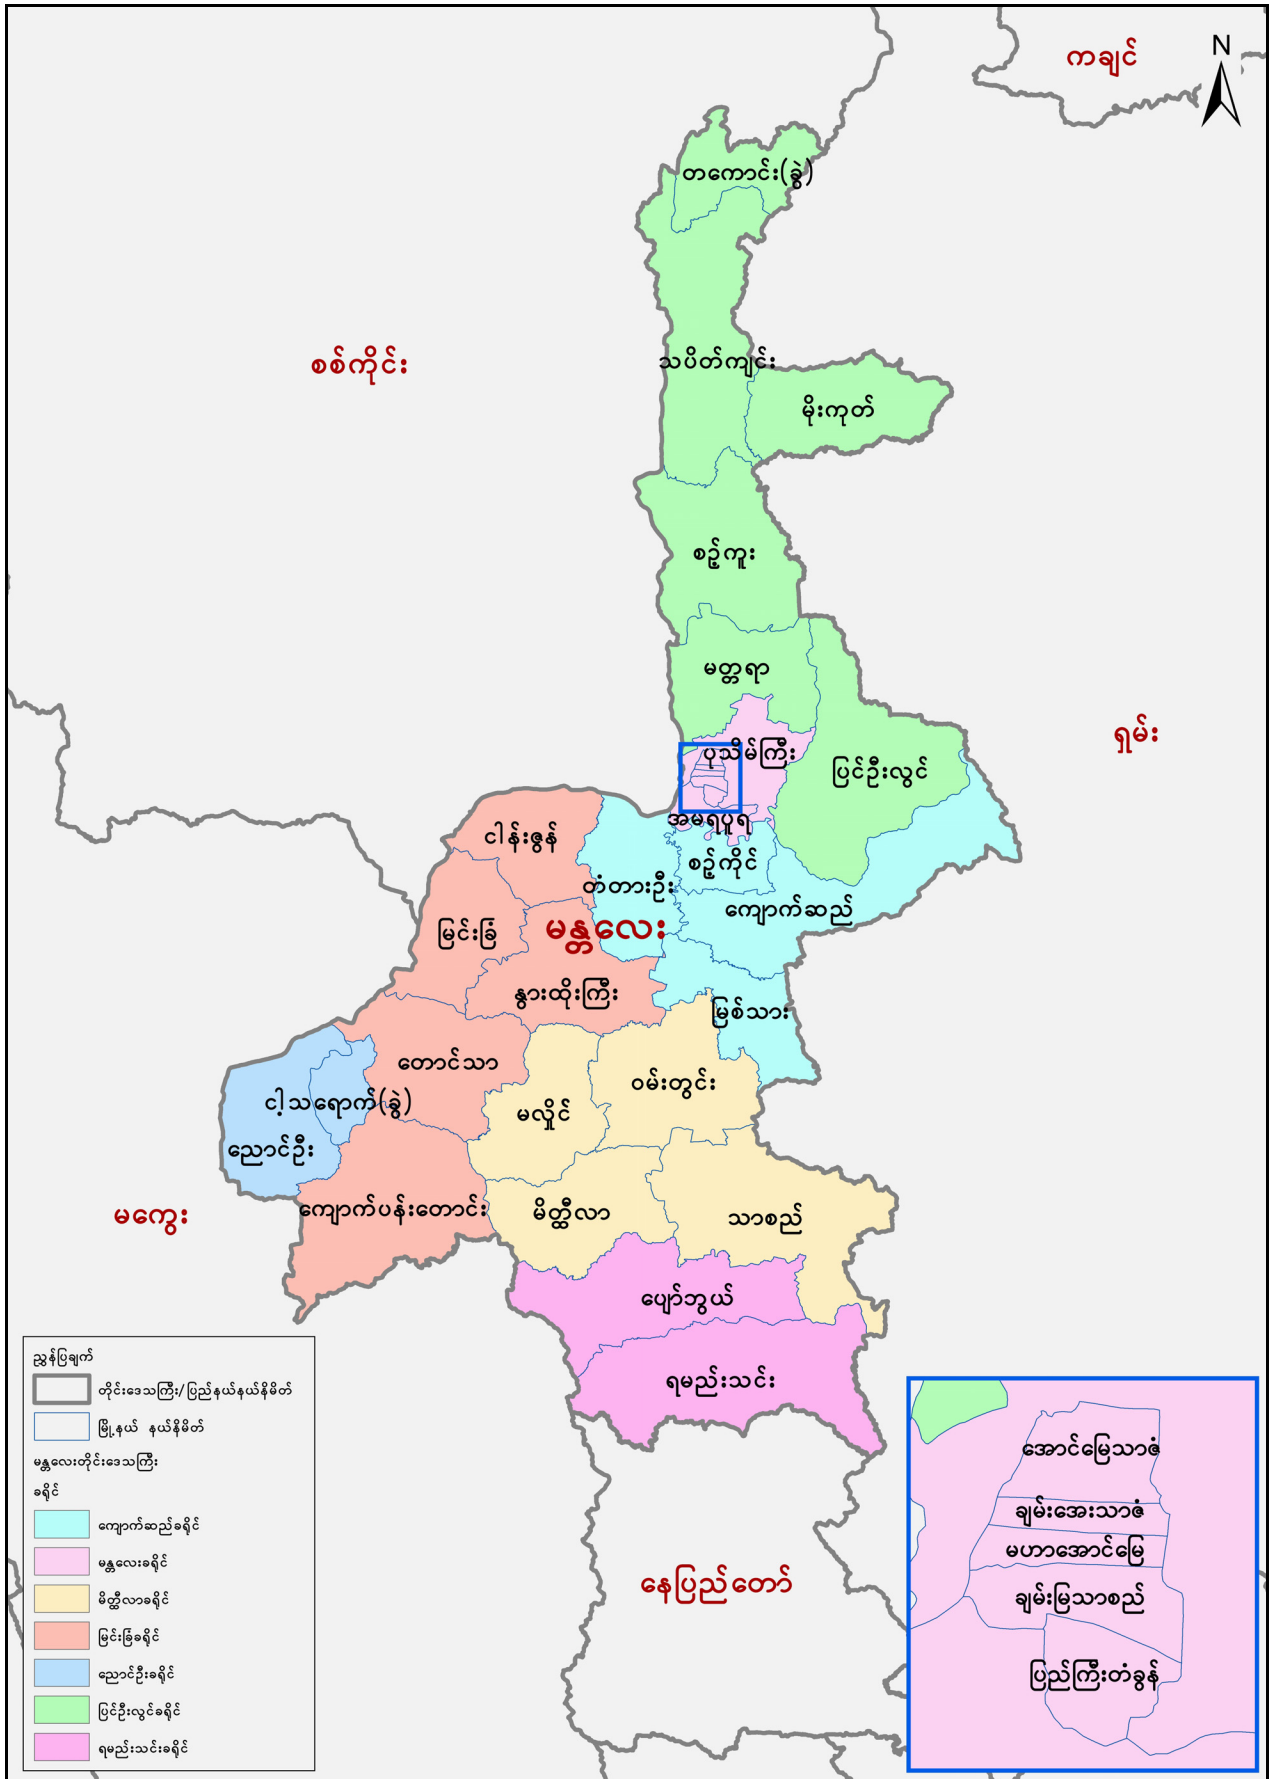 ကချင်
N
တကောင်း(ခွဲ)
စစ်ကိုင်း
သပိတ်ကျင်း
မိုးကုတ်
စဉ့်ကူး
မတ္တရာ
ရှမ်း
ပုသိမ်ကြီး
ပြင်ဦးလွင်
အမရပူရ
ငါန်းဇွန်
စဉ့်ကိုင်
တံတားဦး
ကျောက်ဆည်
မြင်းခြံ
မန္တလေး
နွားထိုးကြီး
မြစ်သား
တောင်သာ
ဝမ်းတွင်း
ငါ့သရောက်(ခွဲ)
မလှိုင်
ညောင်ဦး
မကွေး
ကျောက်ပန်းတောင်း
မိတ္ထီလာ
သာစည်
ပျော်ဘွယ်
ရမည်းသင်း
နေပြည်တော်
ညွှန်ပြချက်
တိုင်းဒေသကြီး/ပြည်နယ်နယ်နိမိတ်
မြို့နယ် နယ်နိမိတ်
မန္တလေးတိုင်းဒေသကြီး
ခရိုင်
ကျောက်ဆည်ခရိုင်
မန္တလေးခရိုင်
မိတ္ထီလာခရိုင်
မြင်းခြံခရိုင်
ညောင်ဦးခရိုင်
ပြင်ဦးလွင်ခရိုင်
ရမည်းသင်းခရိုင်
အောင်မြေသာဇံ
ချမ်းအေးသာဇံ
မဟာအောင်မြေ
ချမ်းမြသာစည်
ပြည်ကြီးတံခွန်